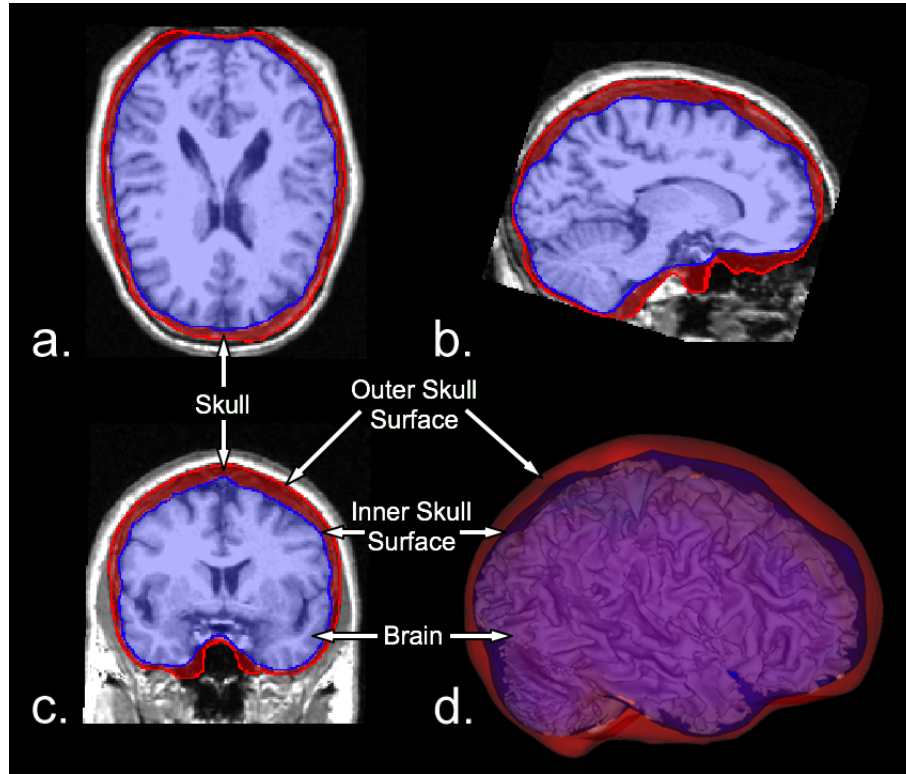 a.
b.
Skull
Outer Skull
Surface
Inner Skull
Surface
Brain
c.
d.